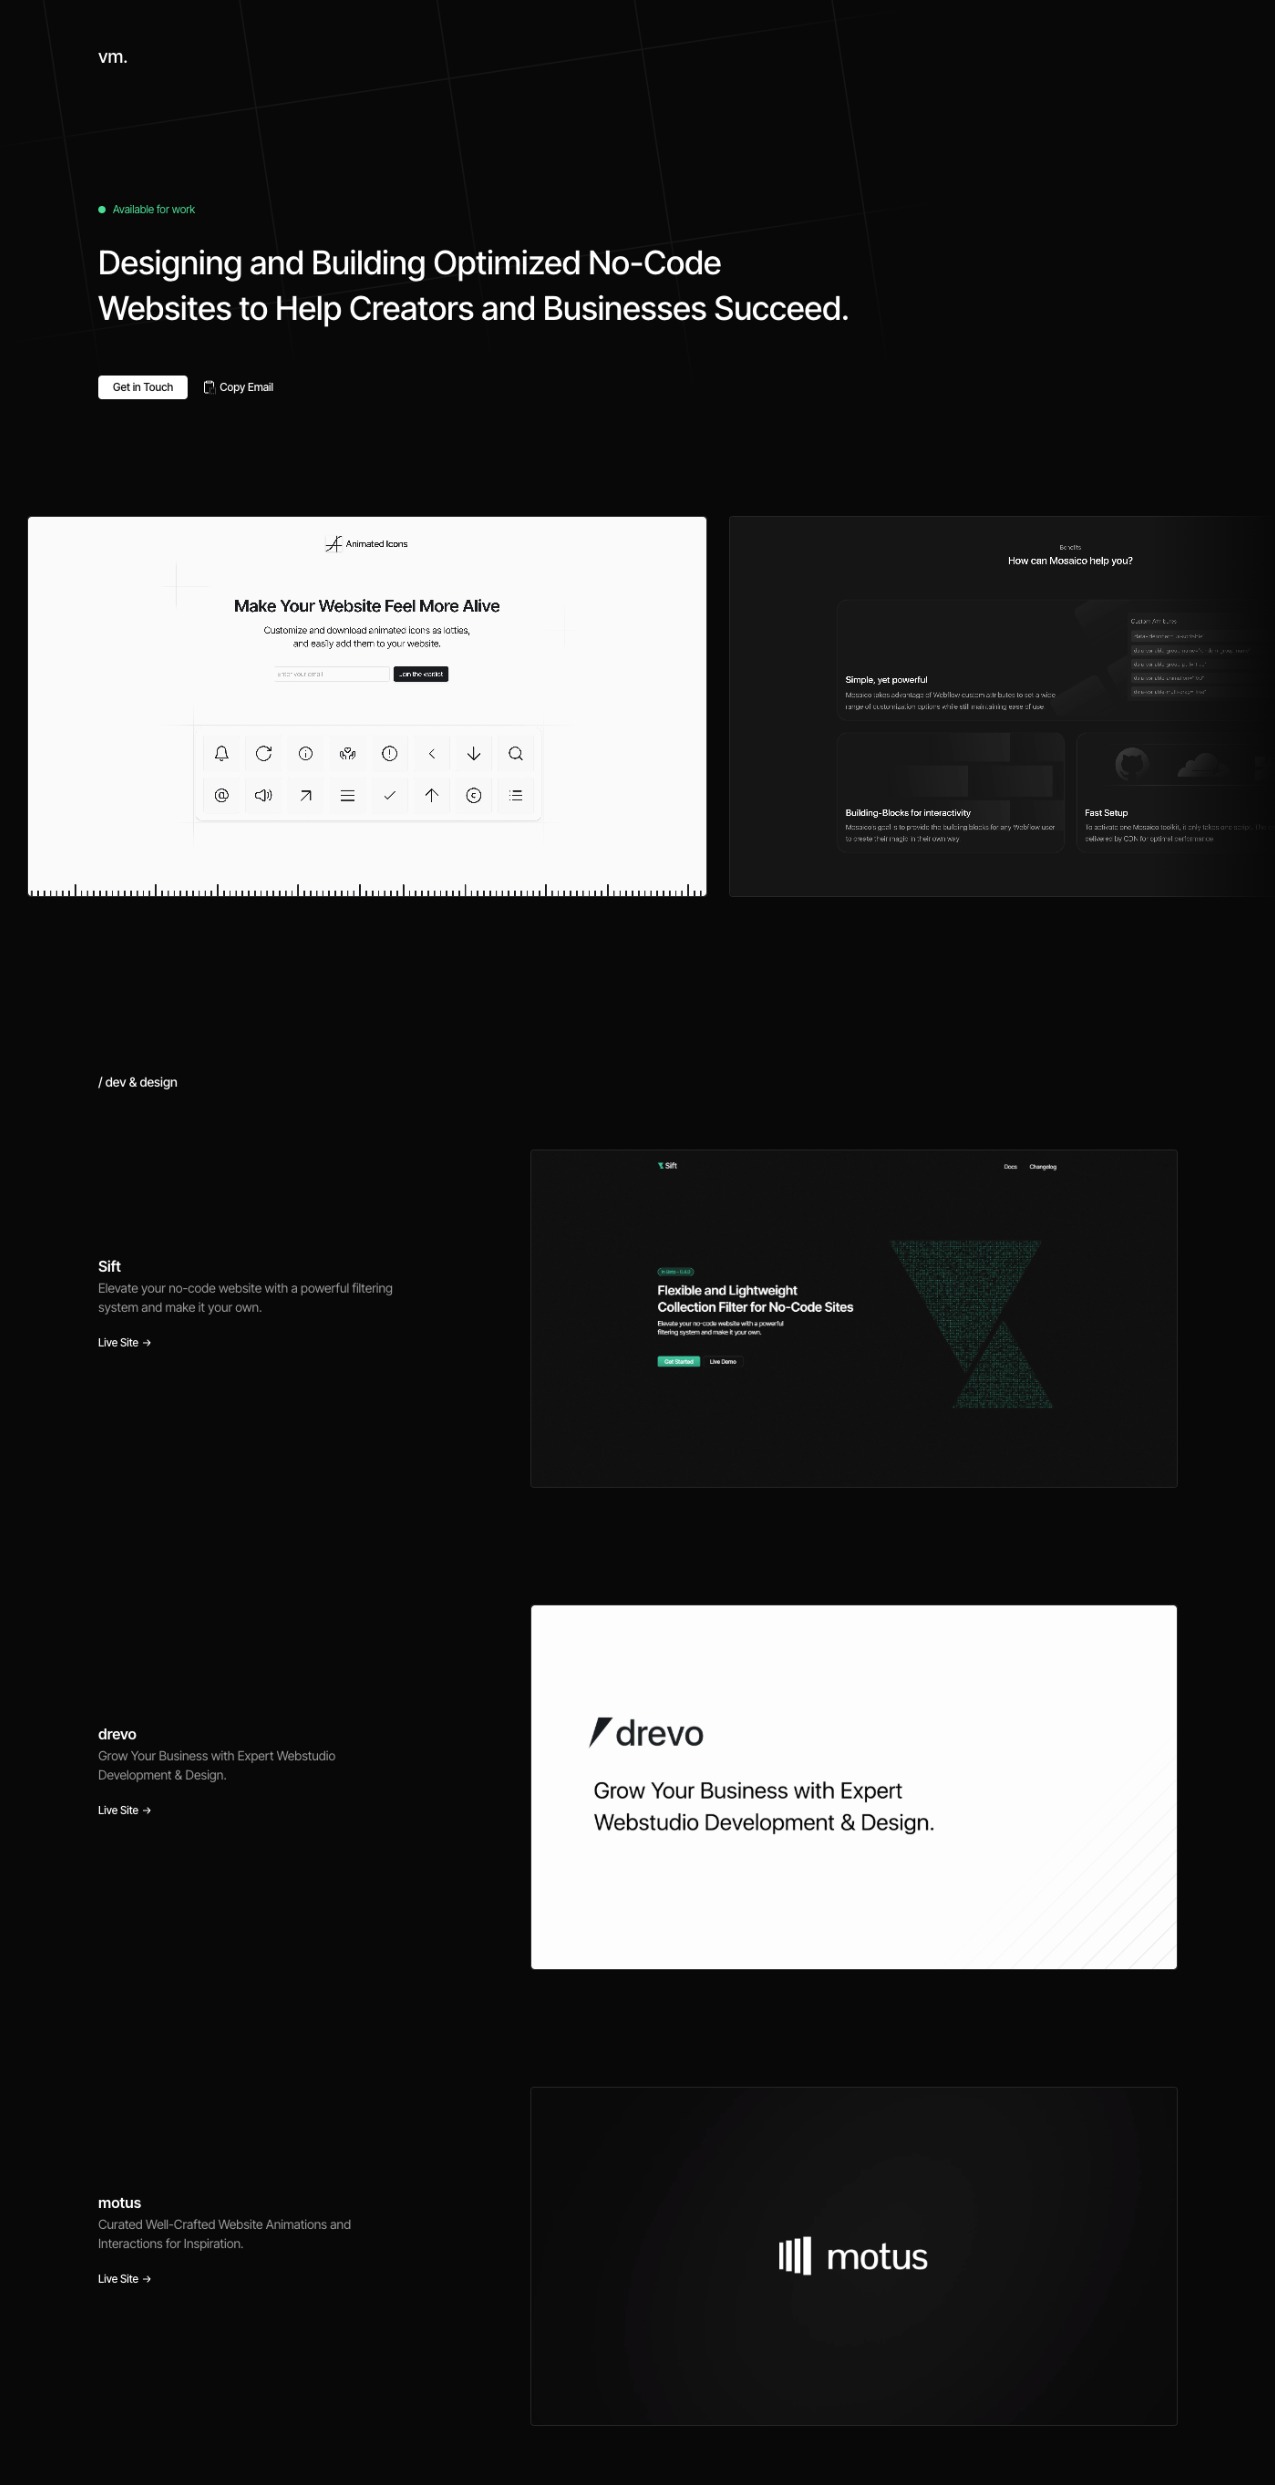 vm.
Available for work
Designing and Building Optimized No-Code
Websites to Help Creators and Businesses Succeed.
Get in Touch
Copy Email
Animated Icons
Make Your Website Feel More Alive
Customize and download animated icons as lotties,
and easily add them to your website.
Enter your email
Join the waitlist
Benefits
How can Mosaico help you?
Custom Attributes
Simple, yet powerful
Mosaico takes advantage of Webflow custom attributes to set a wide
range of customization options while still maintaining ease of use
Building-Blocks for interactivity
Mosaico's goal is to provide the building blocks for any Webflow user
to create their magic in their own way
Fast Setup
To activate one Mosaico toolkit, it only takes one script.
delivered by CDN for optimal performance
/ dev & design
Sift
Elevate your no-code website with a powerful filtering
system and make it your own.
Live Site →
Sift
Docs
Changelog
Flexible and Lightweight
Collection Filter for No-Code Sites
Elevate your no-code website with a powerful
filtering system and make it your own.
Get Started
Live Demo
drevo
Grow Your Business with Expert Webstudio
Development & Design.
Live Site →
drevo
Grow Your Business with Expert
Webstudio Development & Design.
motus
Curated Well-Crafted Website Animations and
Interactions for Inspiration.
Live Site →
motus